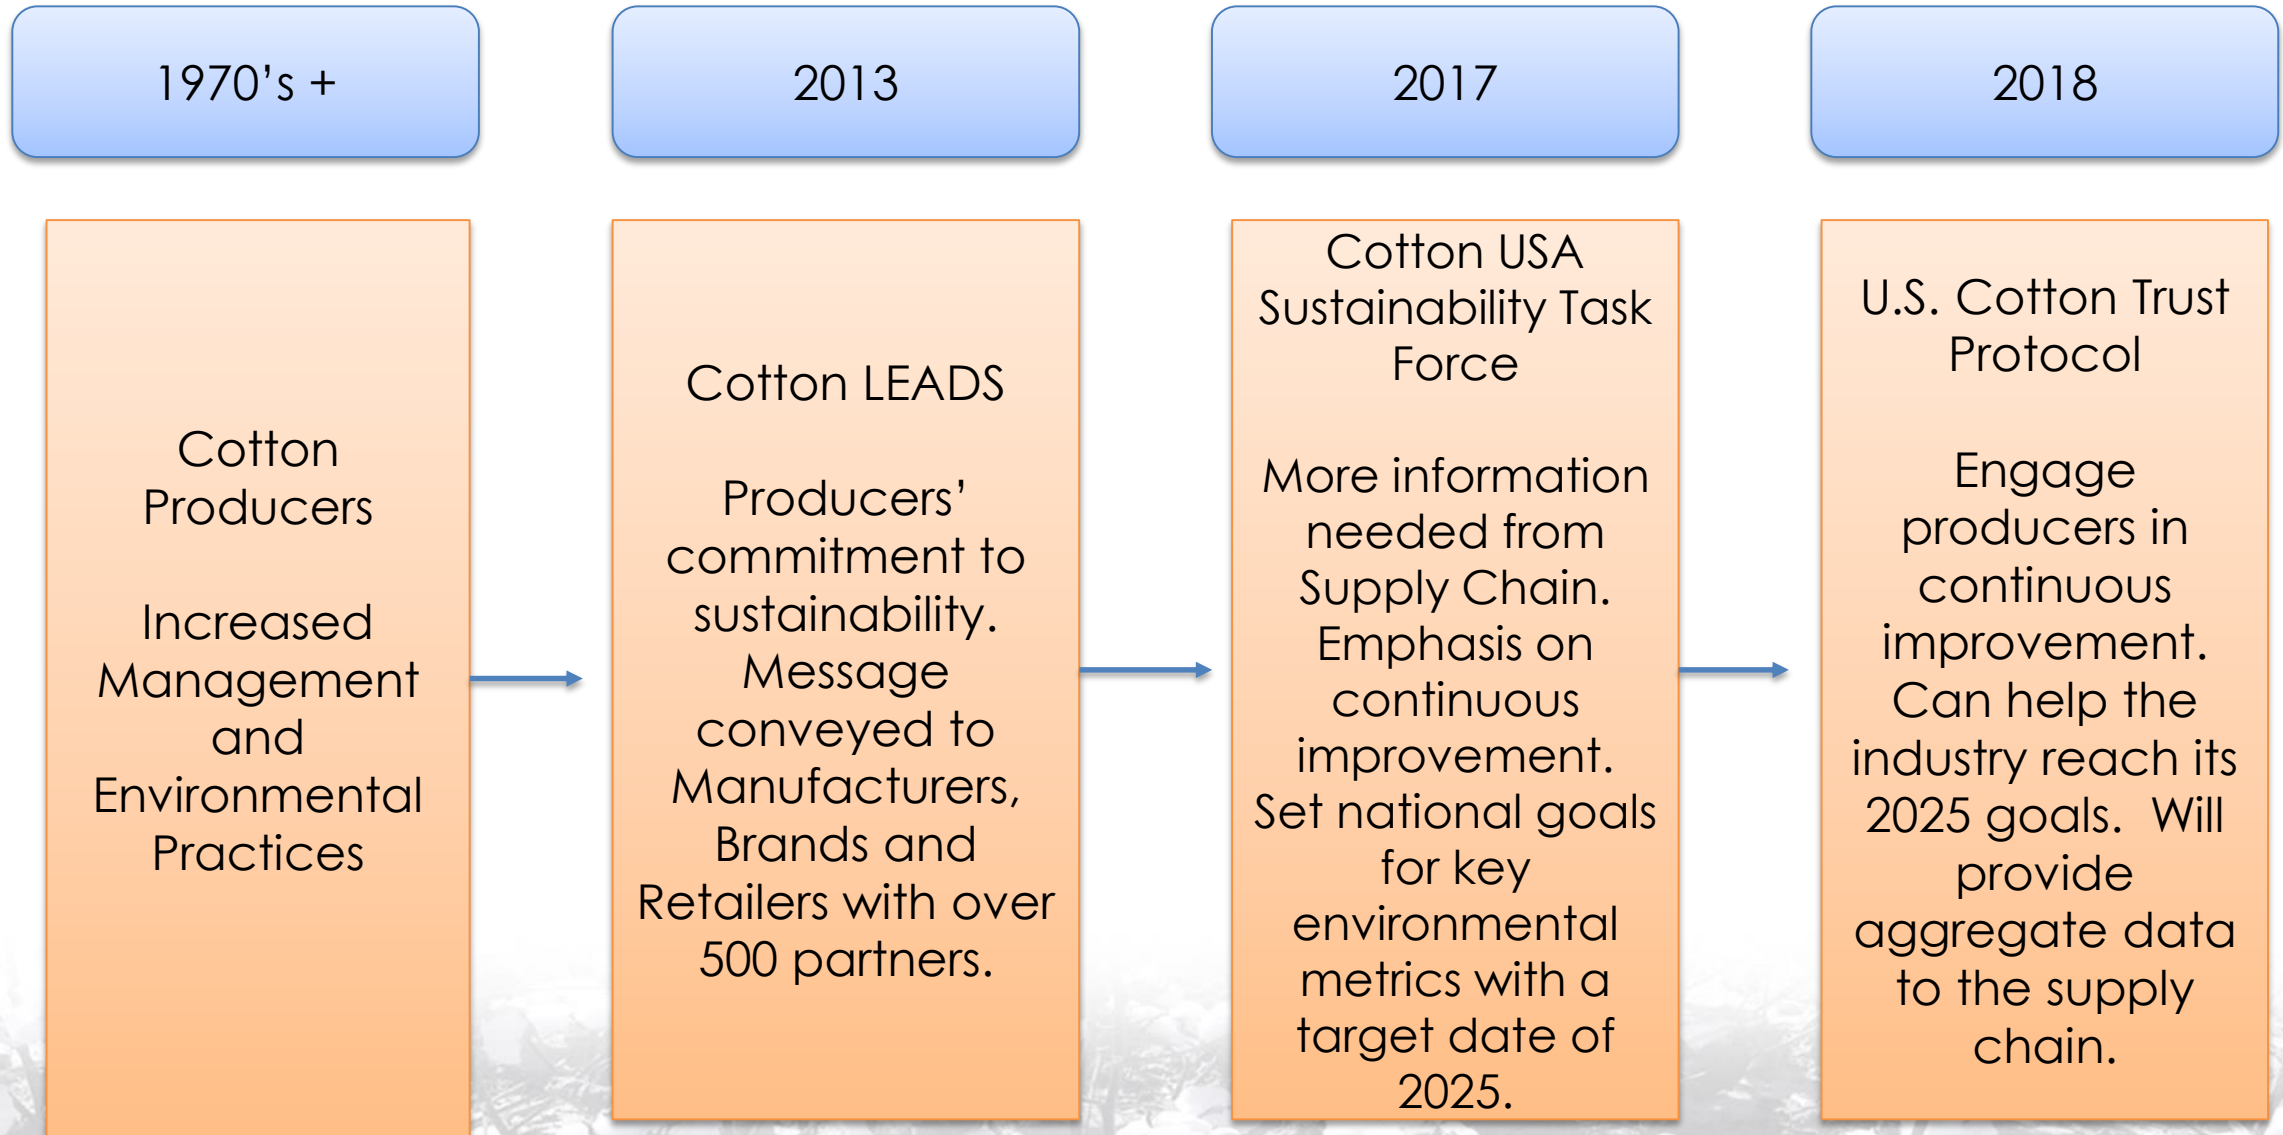 1970's +
2013
2017
2018
Cotton
Producers
Increased
Management
and
Environmental
Practices
Cotton LEADS
Producers'
commitment to
sustainability.
Message
conveyed to
Manufacturers,
Brands and
Retailers with over
500 partners.
Cotton USA
Sustainability Task
Force
More information
needed from
Supply Chain.
Emphasis on
continuous
improvement.
Set national goals
for key
environmental
metrics with a
target date of
2025.
U.S. Cotton Trust
Protocol
Engage
producers in
continuous
improvement.
Can help the
industry reach its
2025 goals.  Will
provide
aggregate data
to the supply
chain.